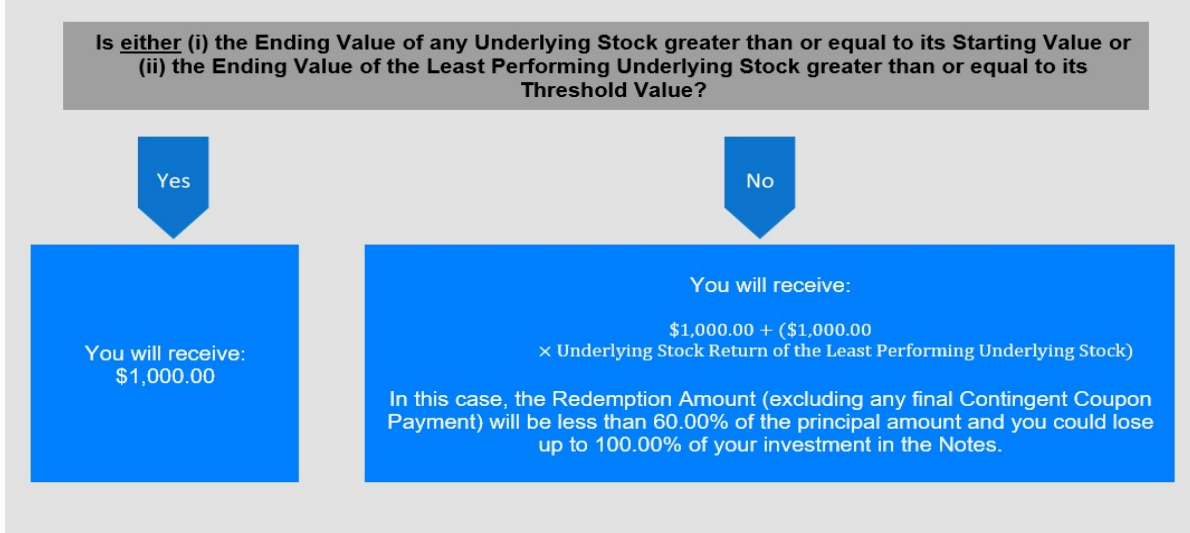 Is either (i) the Ending Value of any Underlying Stock greater than or equal to its Starting Value or
(ii) the Ending Value of the Least Performing Underlying Stock greater than or equal to its
Threshold Value?
Yes
No
You will receive:
$1,000.00
You will receive:
$1,000.00 + ($1,000.00
× Underlying Stock Return of the Least Performing Underlying Stock)
In this case, the Redemption Amount (excluding any final Contingent Coupon
Payment) will be less than 60.00% of the principal amount and you could lose
up to 100.00% of your investment in the Notes.